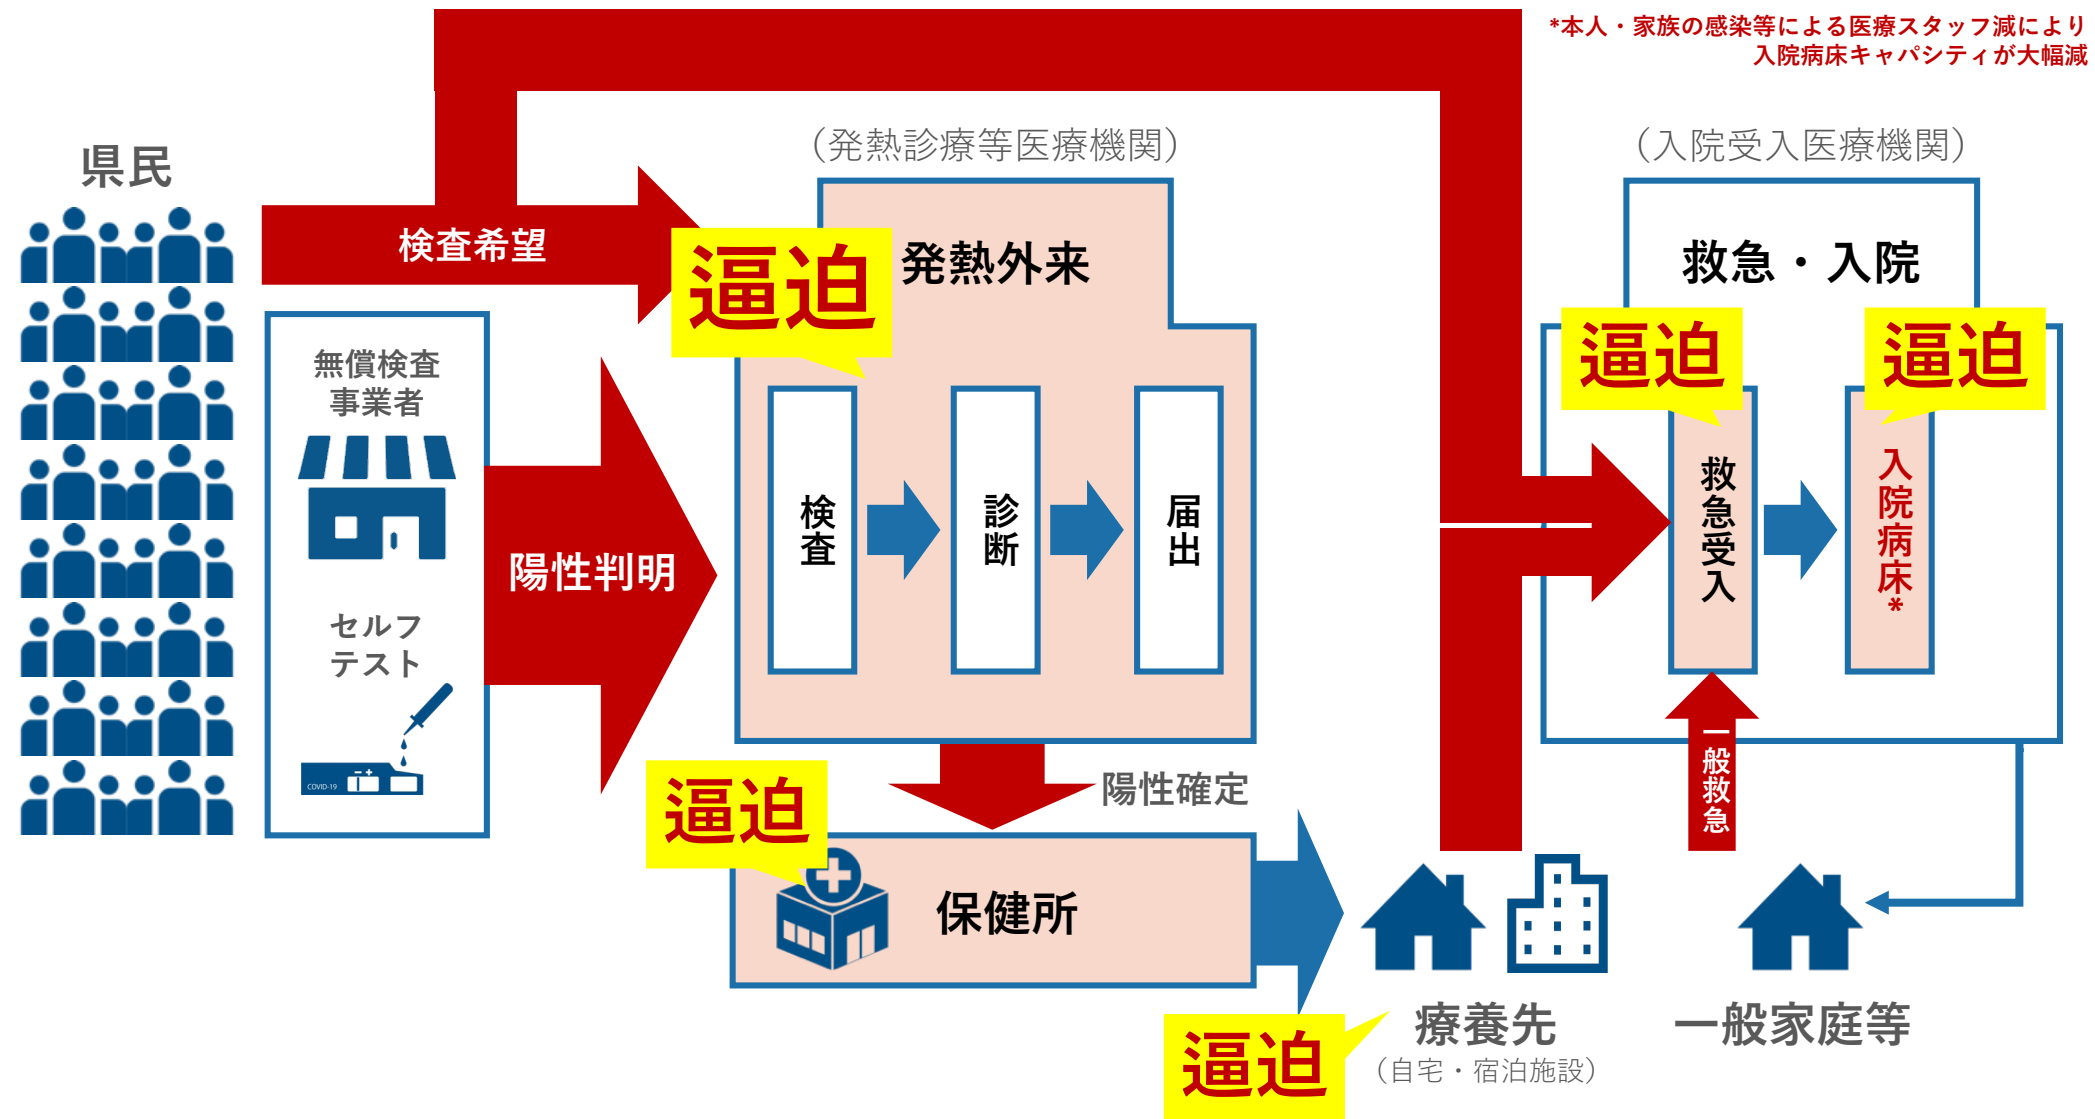 *本人・家族の感染等による医療スタッフ減により
入院病床キャパシティが大幅減
県民
検査希望
無償検査
事業者
セルフ
テスト
COVID-19
陽性判明
（発熱診療等医療機関）
発熱外来
逼迫
検査
診断
届出
陽性確定
逼迫
保健所
逼迫
療養先
（自宅・宿泊施設）
（入院受入医療機関）
救急・入院
逼迫
逼迫
救急受入
入院病床*
一般救急
一般家庭等